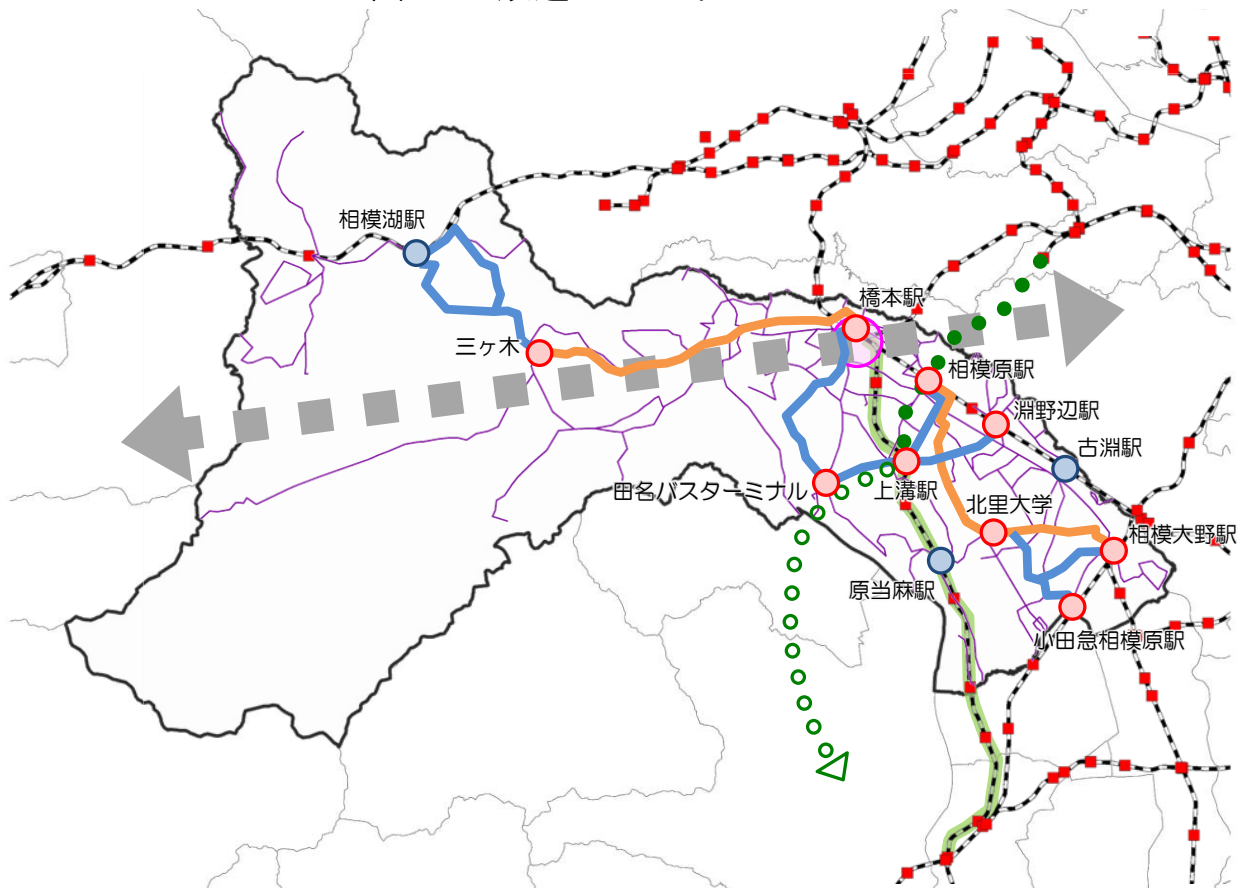 相模湖駅
橋本駅
三ヶ木
相模原駅
淵野辺駅
古淵駅
田名バスターミナル
上溝駅
北里大学
相模大野駅
原当麻駅
小田急相模原駅